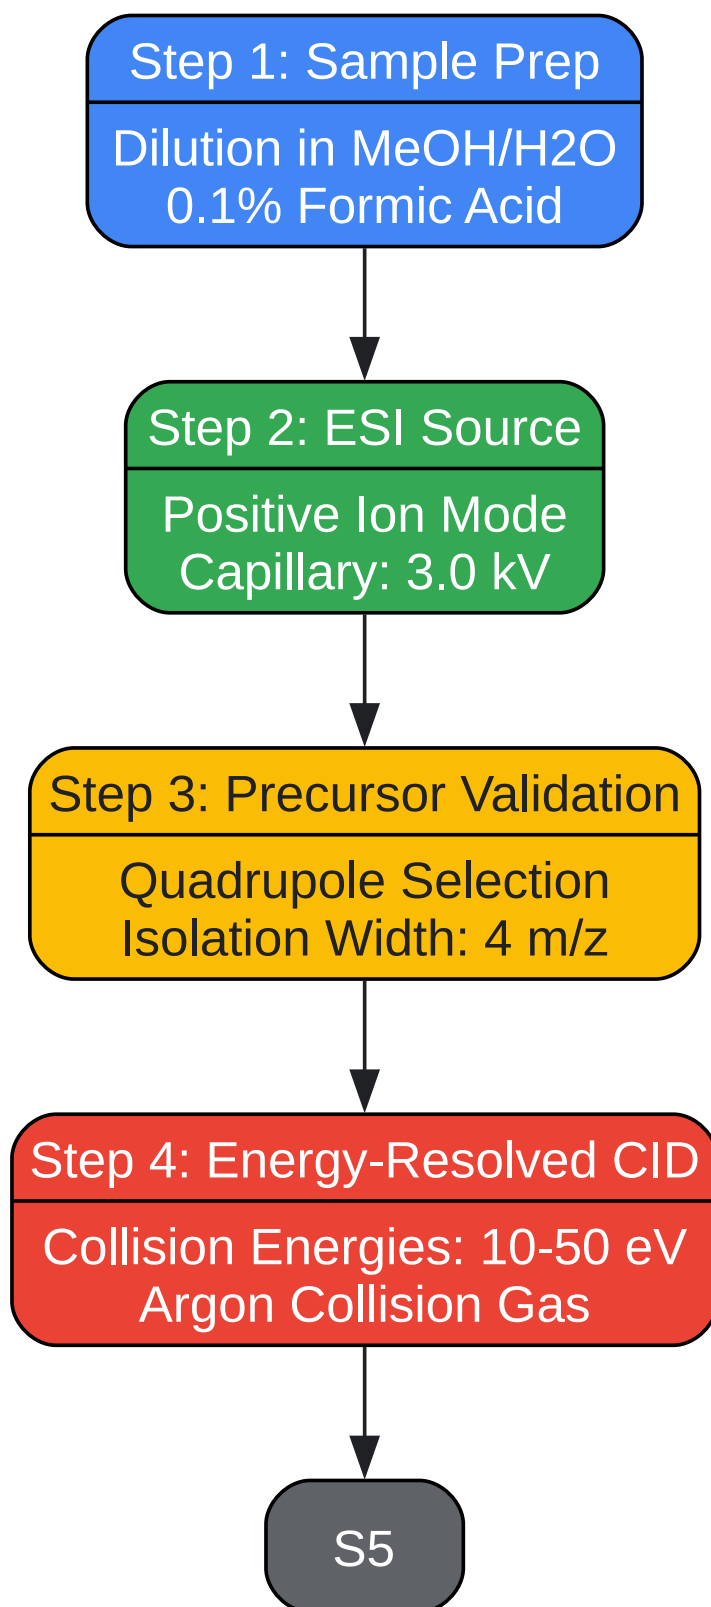 Step 1: Sample Prep
Dilution in MeOH/H2O
0.1% Formic Acid
Step 2: ESI Source
Positive Ion Mode
Capillary: 3.0 kV
Step 3: Precursor Validation
Quadrupole Selection
Isolation Width: 4 m/z
Step 4: Energy-Resolved CID
Collision Energies: 10-50 eV
Argon Collision Gas
S5